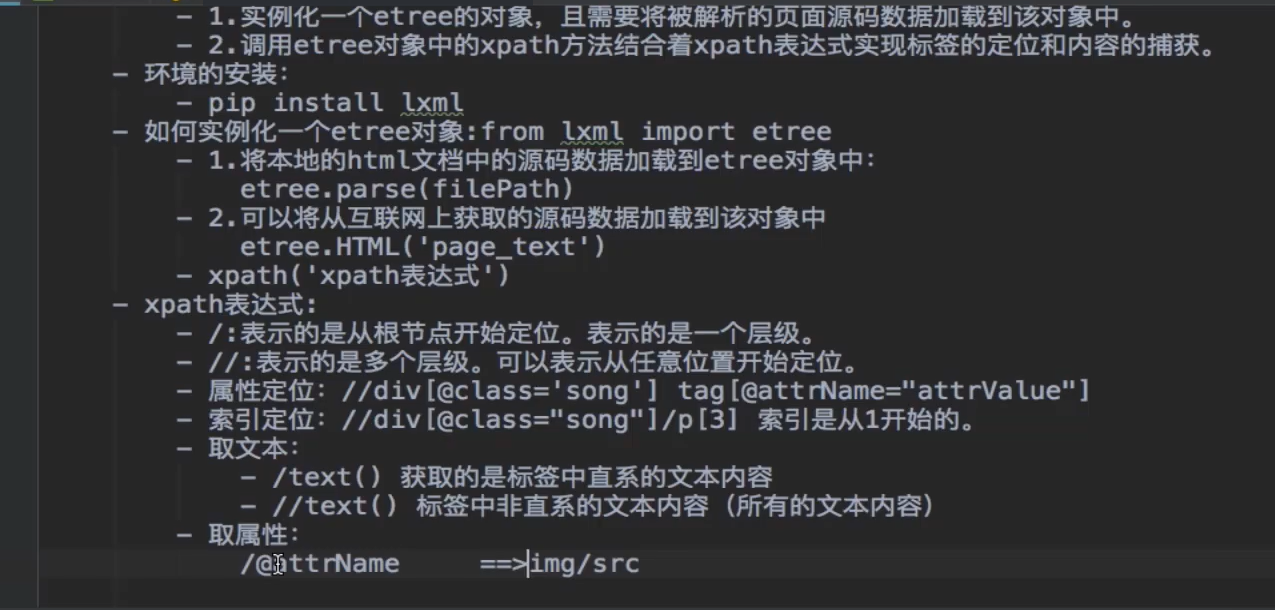 - 1.实例化一个etree的对象，且需要将被解析的页面源码数据加载到该对象中。
- 2.调用etree对象中的xpath方法结合着xpath表达式实现标签的定位和内容的捕获。
- 环境的安装：
- pip install lxml
- 如何实例化一个etree对象:from lxml import etree
- 1.将本地的html文档中的源码数据加载到etree对象中：
etree.parse(filePath)
- 2.可以将从互联网上获取的源码数据加载到该对象中
etree.HTML('page_text')
- xpath('xpath表达式')
- xpath表达式:
- /:表示的是从根节点开始定位。表示的是一个层级。
- //:表示的是多个层级。可以表示从任意位置开始定位。
- 属性定位：//div[@class='song'] tag[@attrName="attrValue"]
- 索引定位：//div[@class="song"]/p[3] 索引是从1开始的。
- 取文本：
- /text() 获取的是标签中直系的文本内容
- //text() 标签中非直系的文本内容（所有的文本内容）
- 取属性：
/@attrName ==>img/src